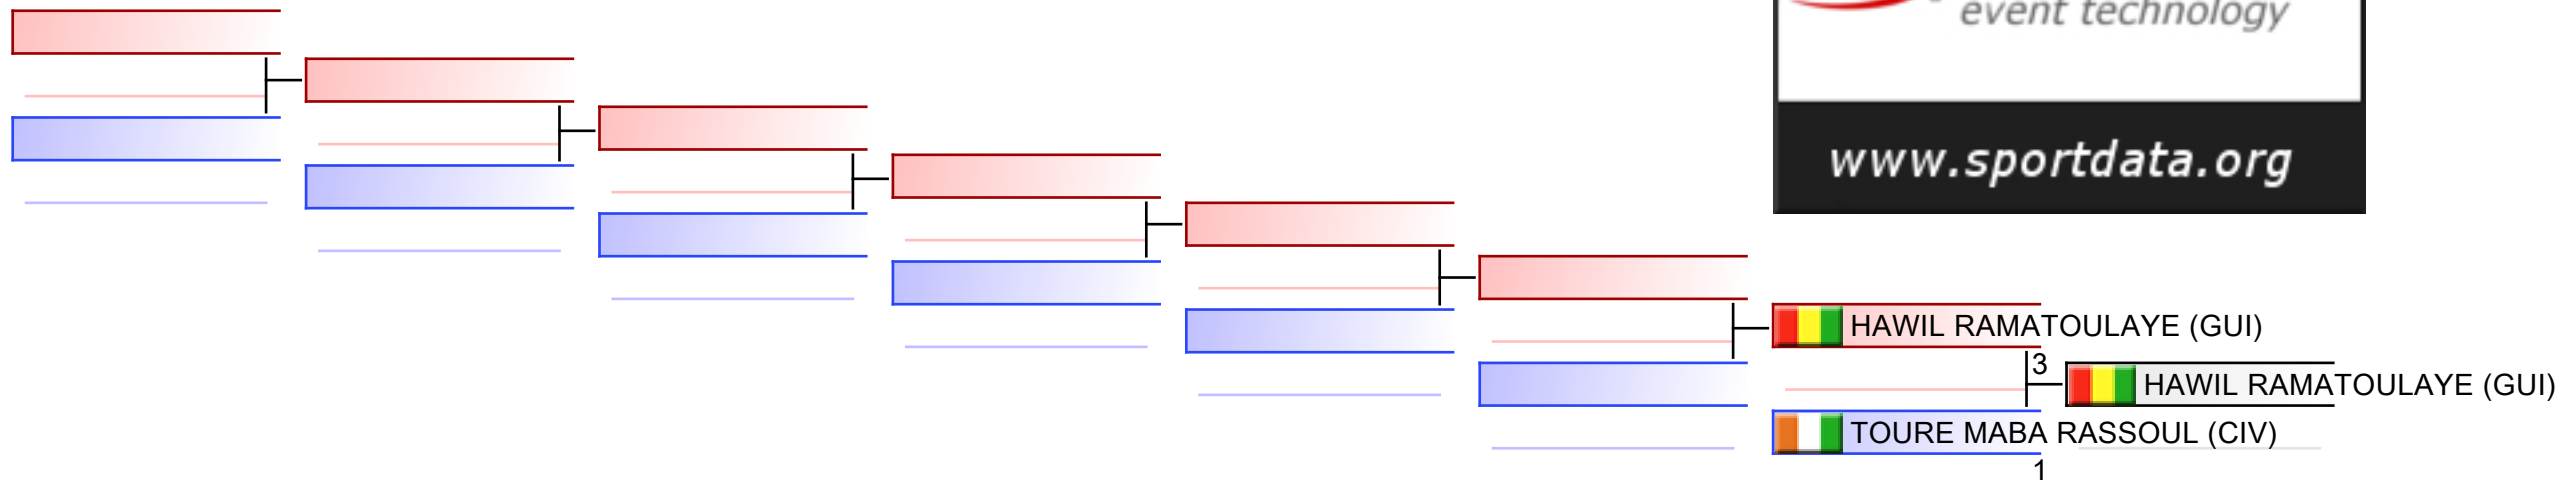 event technology
www.sportdata.org
HAWIL RAMATOULAYE (GUI)
3
HAWIL RAMATOULAYE (GUI)
TOURE MABA RASSOUL (CIV)
1